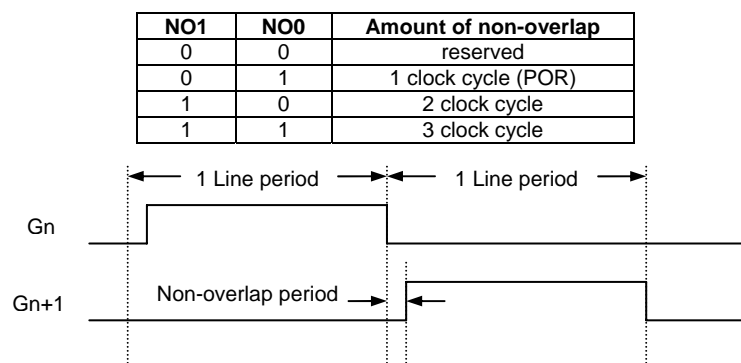 NO1 NO0 Amount of non-overlap
0 0 reserved
0 1 1 clock cycle (POR)
1 0 2 clock cycle
1 1 3 clock cycle
1 Line period 1 Line period
Gn
Non-overlap period
Gn+1